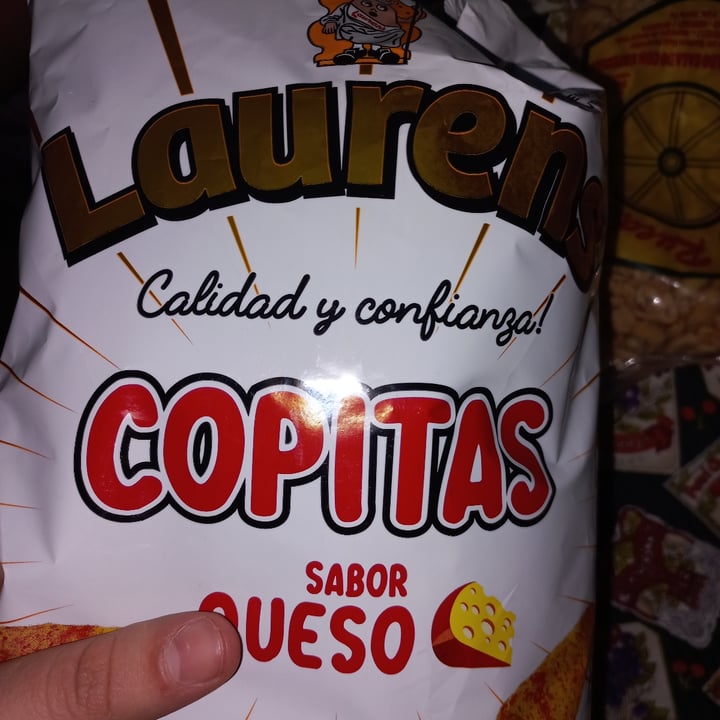 Laurens
Calidad y confianza!
COPITAS
SABOR
QUESO